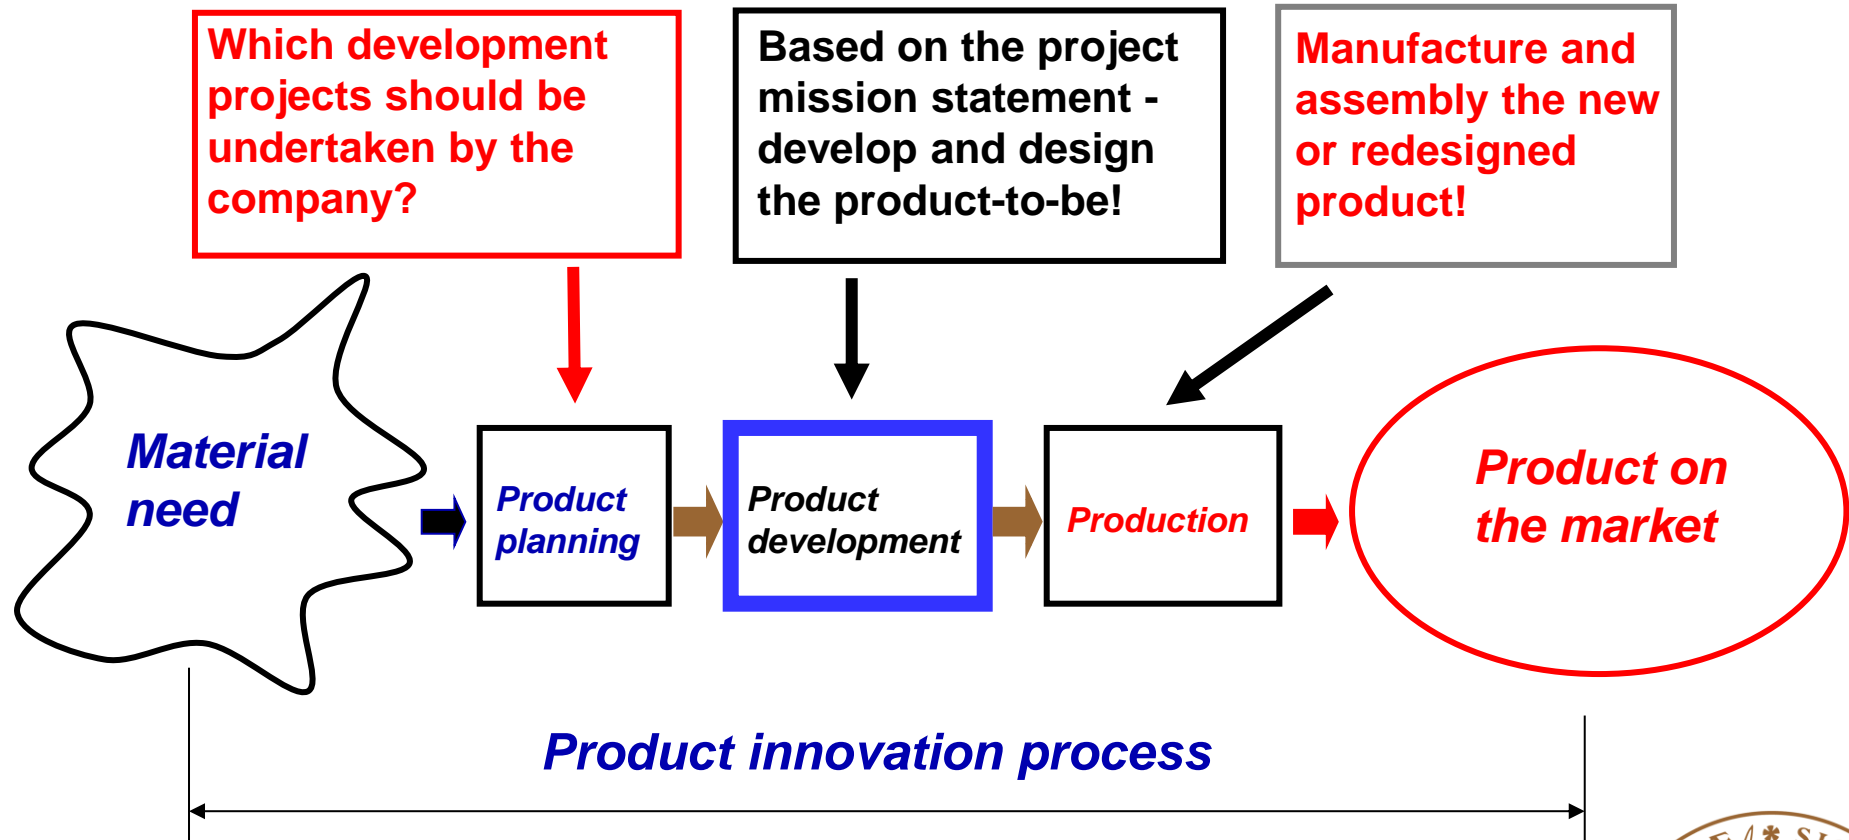 Which development
projects should be
undertaken by the
company?
Based on the project
mission statement -
develop and design
the product-to-be!
Manufacture and
assembly the new
or redesigned
product!
Material
need
Product
planning
Product
development
Production
Product on
the market
Product innovation process